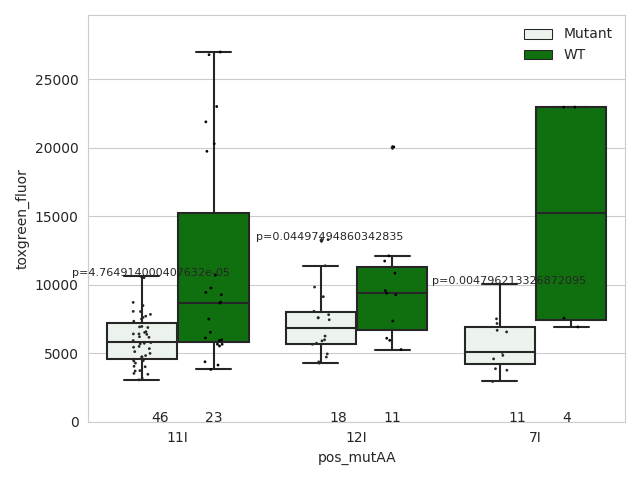 Mutant
WT
25000
20000
15000
10000
5000
0
toxgreen_fluor
p=4.764914000407632e-05
p=0.04497494860342835
p=0.004796213326872095
46 23 18 11 11 4
11I 12I 7I
pos_mutAA